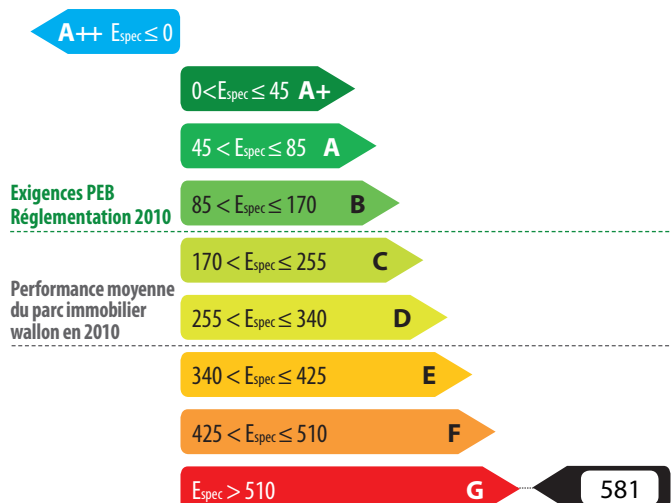 A++ Espec ≤ 0
0<Espec ≤ 45 A+
45 < Espec ≤ 85 A
Exigences PEB
Réglementation 2010
85 < Espec ≤ 170 B
170 < Espec ≤ 255 C
Performance moyenne
du parc immobilier
wallon en 2010
255 < Espec ≤ 340 D
340 < Espec ≤ 425 E
425 < Espec ≤ 510 F
Espec > 510 G 581